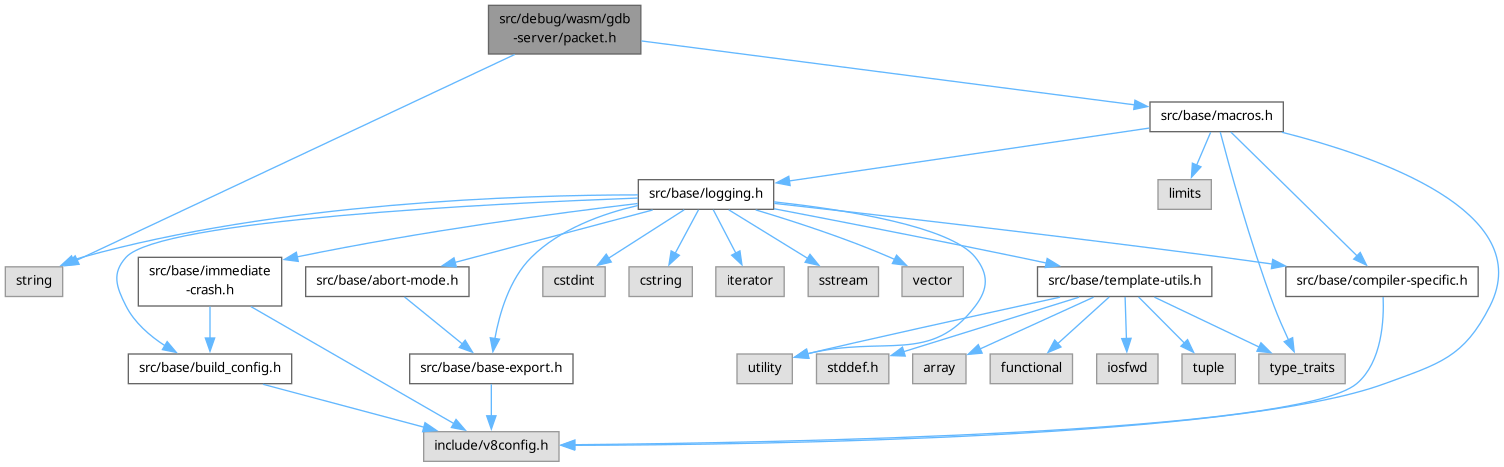 src/debug/wasm/gdb
-server/packet.h
src/base/macros.h
src/base/logging.h
limits
string
src/base/immediate
-crash.h
src/base/abort-mode.h
cstdint
cstring
iterator
sstream
vector
src/base/template-utils.h
src/base/compiler-specific.h
src/base/build_config.h
src/base/base-export.h
utility
stddef.h
array
functional
iosfwd
tuple
type_traits
include/v8config.h